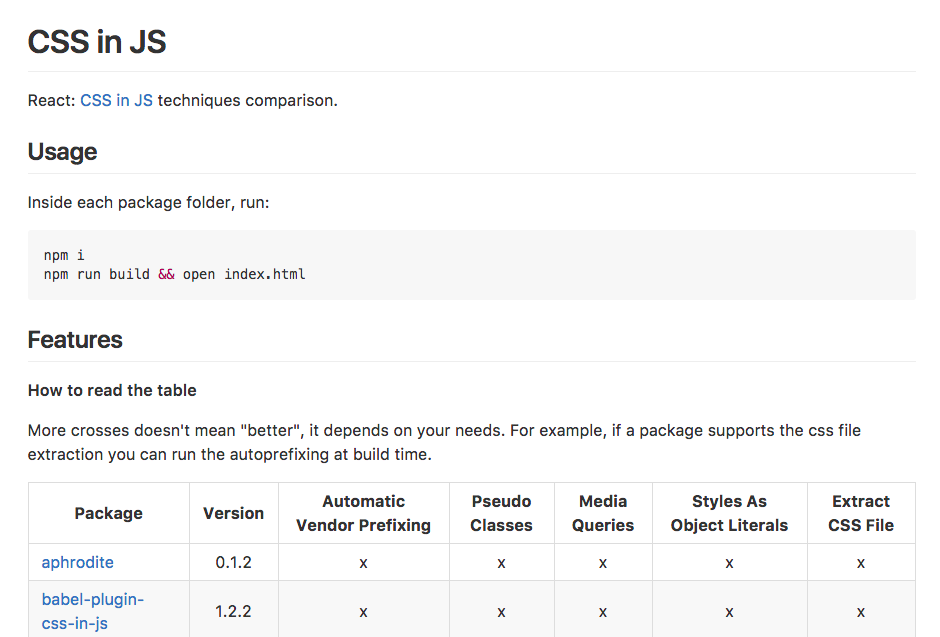 CSS in JS
React: CSS in JS techniques comparison.
Usage
Inside each package folder, run:
npm i
npm run build && open index.html
Features
How to read the table
More crosses doesn't mean "better", it depends on your needs. For example, if a package supports the css file
extraction you can run the autoprefixing at build time.
Package Version Automatic Vendor Prefixing Pseudo Classes Media Queries Styles As Object Literals Extract CSS File
aphrodite 0.1.2 x x x x x
babel-plugin-
css-in-js 1.2.2 x x x x x